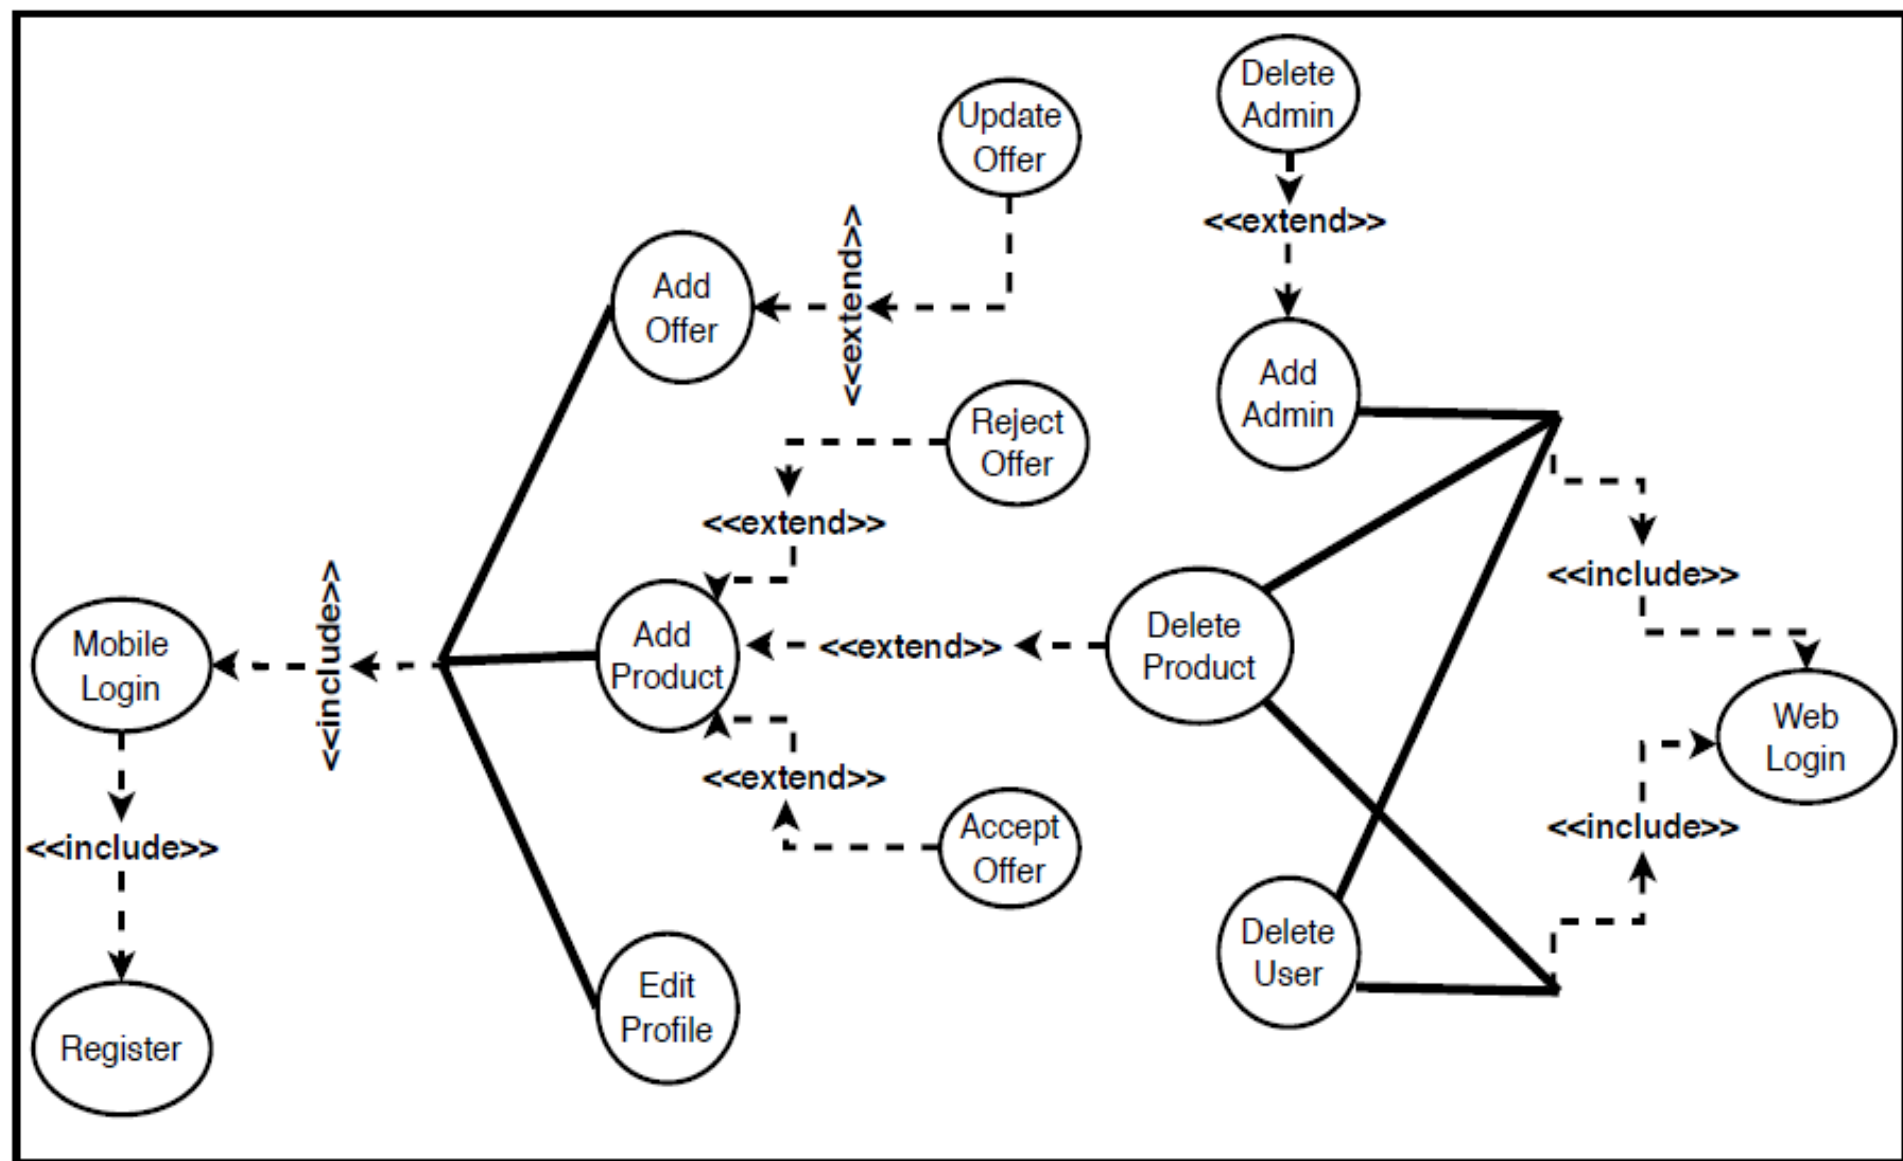 Delete
Admin
Update
Offer
<<extend>>
<<extend>>
Add
Offer
Add
Admin
Reject
Offer
<<extend>>
<<include>>
<<include>>
Mobile
Login
Add
Product
<<extend>>
Delete
Product
Web
Login
<<extend>>
<<include>>
Accept
Offer
<<include>>
Delete
User
Edit
Profile
Register